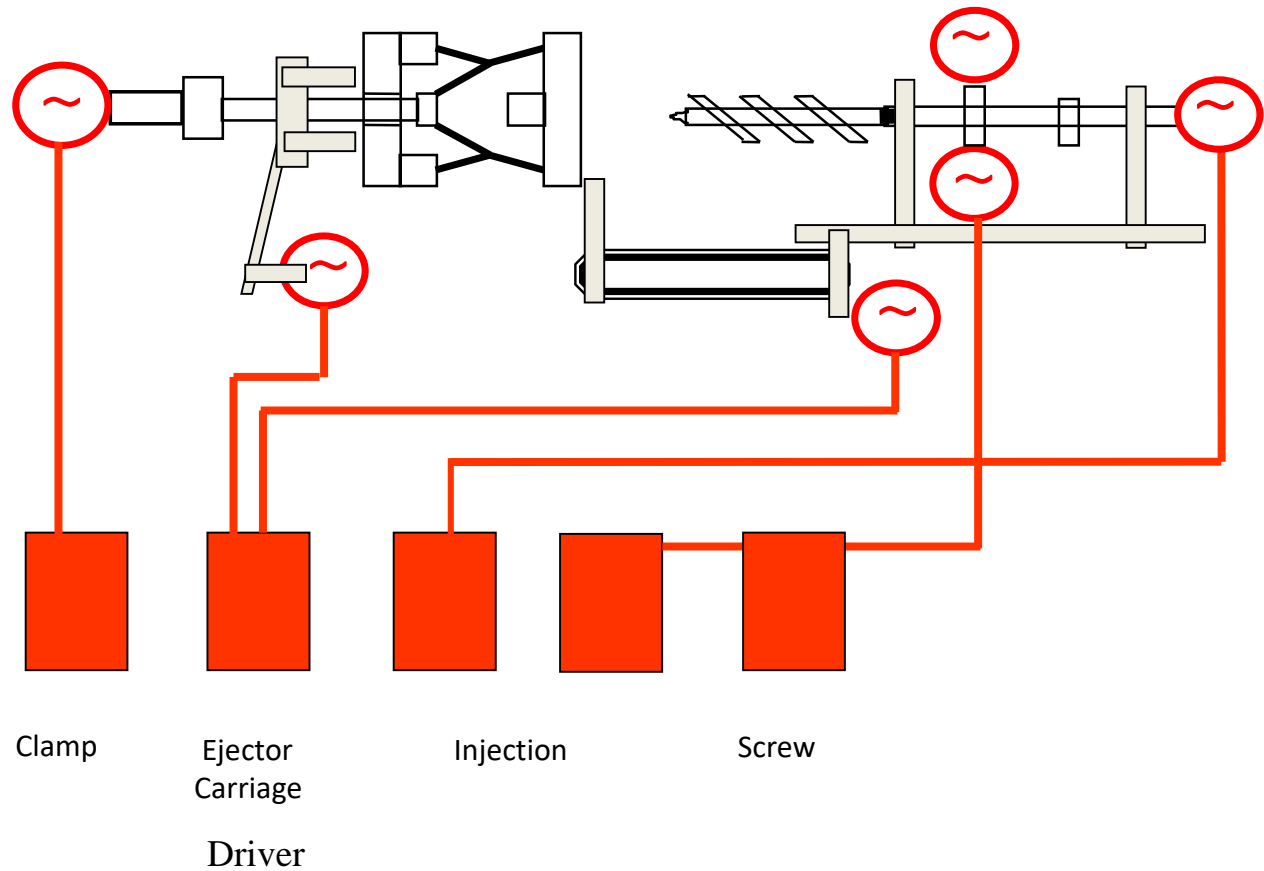 ~
~
~
~
~
~
Clamp
Ejector
Carriage
Injection
Screw
Driver